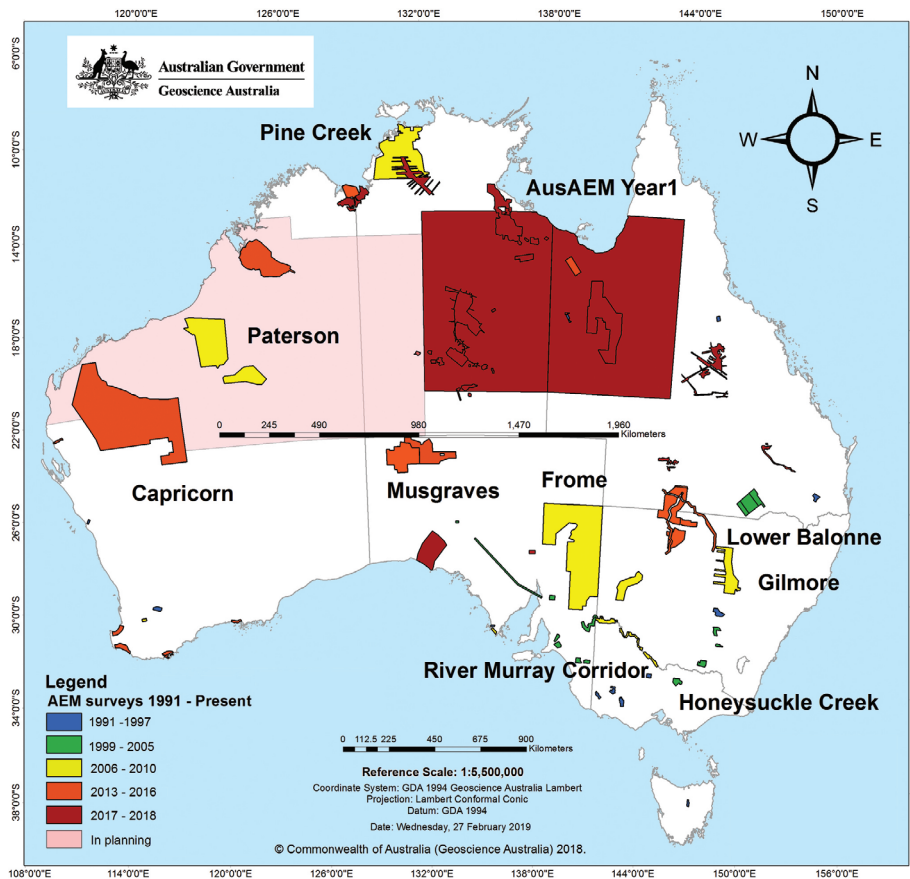 120°0'0"E 126°0'0"E 132°0'0"E 138°0'0"E 144°0'0"E 150°0'0"E
6°0'0"S
10°0'0"S
14°0'0"S
18°0'0"S
22°0'0"S
26°0'0"S
30°0'0"S
34°0'0"S
38°0'0"S
Australian Government
Geoscience Australia
N
W E
S
Pine Creek
AusAEM Year1
Paterson
0 245 490 980 1,470 1,960
Kilometers
Capricorn
Musgraves
Frome
Lower Balonne
Gilmore
River Murray Corridor
Honeysuckle Creek
Legend
AEM surveys 1991 - Present
1991 -1997
1999 - 2005
2006 - 2010
2013 - 2016
2017 - 2018
In planning
0 112.5 225 450 675 900
Kilometers
Reference Scale: 1:5,500,000
Coordinate System: GDA 1994 Geoscience Australia Lambert
Projection: Lambert Conformal Conic
Datum: GDA 1994
Date: Wednesday, 27 February 2019
© Commonwealth of Australia (Geoscience Australia) 2018.
108°0'0"E 114°0'0"E 120°0'0"E 126°0'0"E 132°0'0"E 138°0'0"E 144°0'0"E 150°0'0"E 156°0'0"E